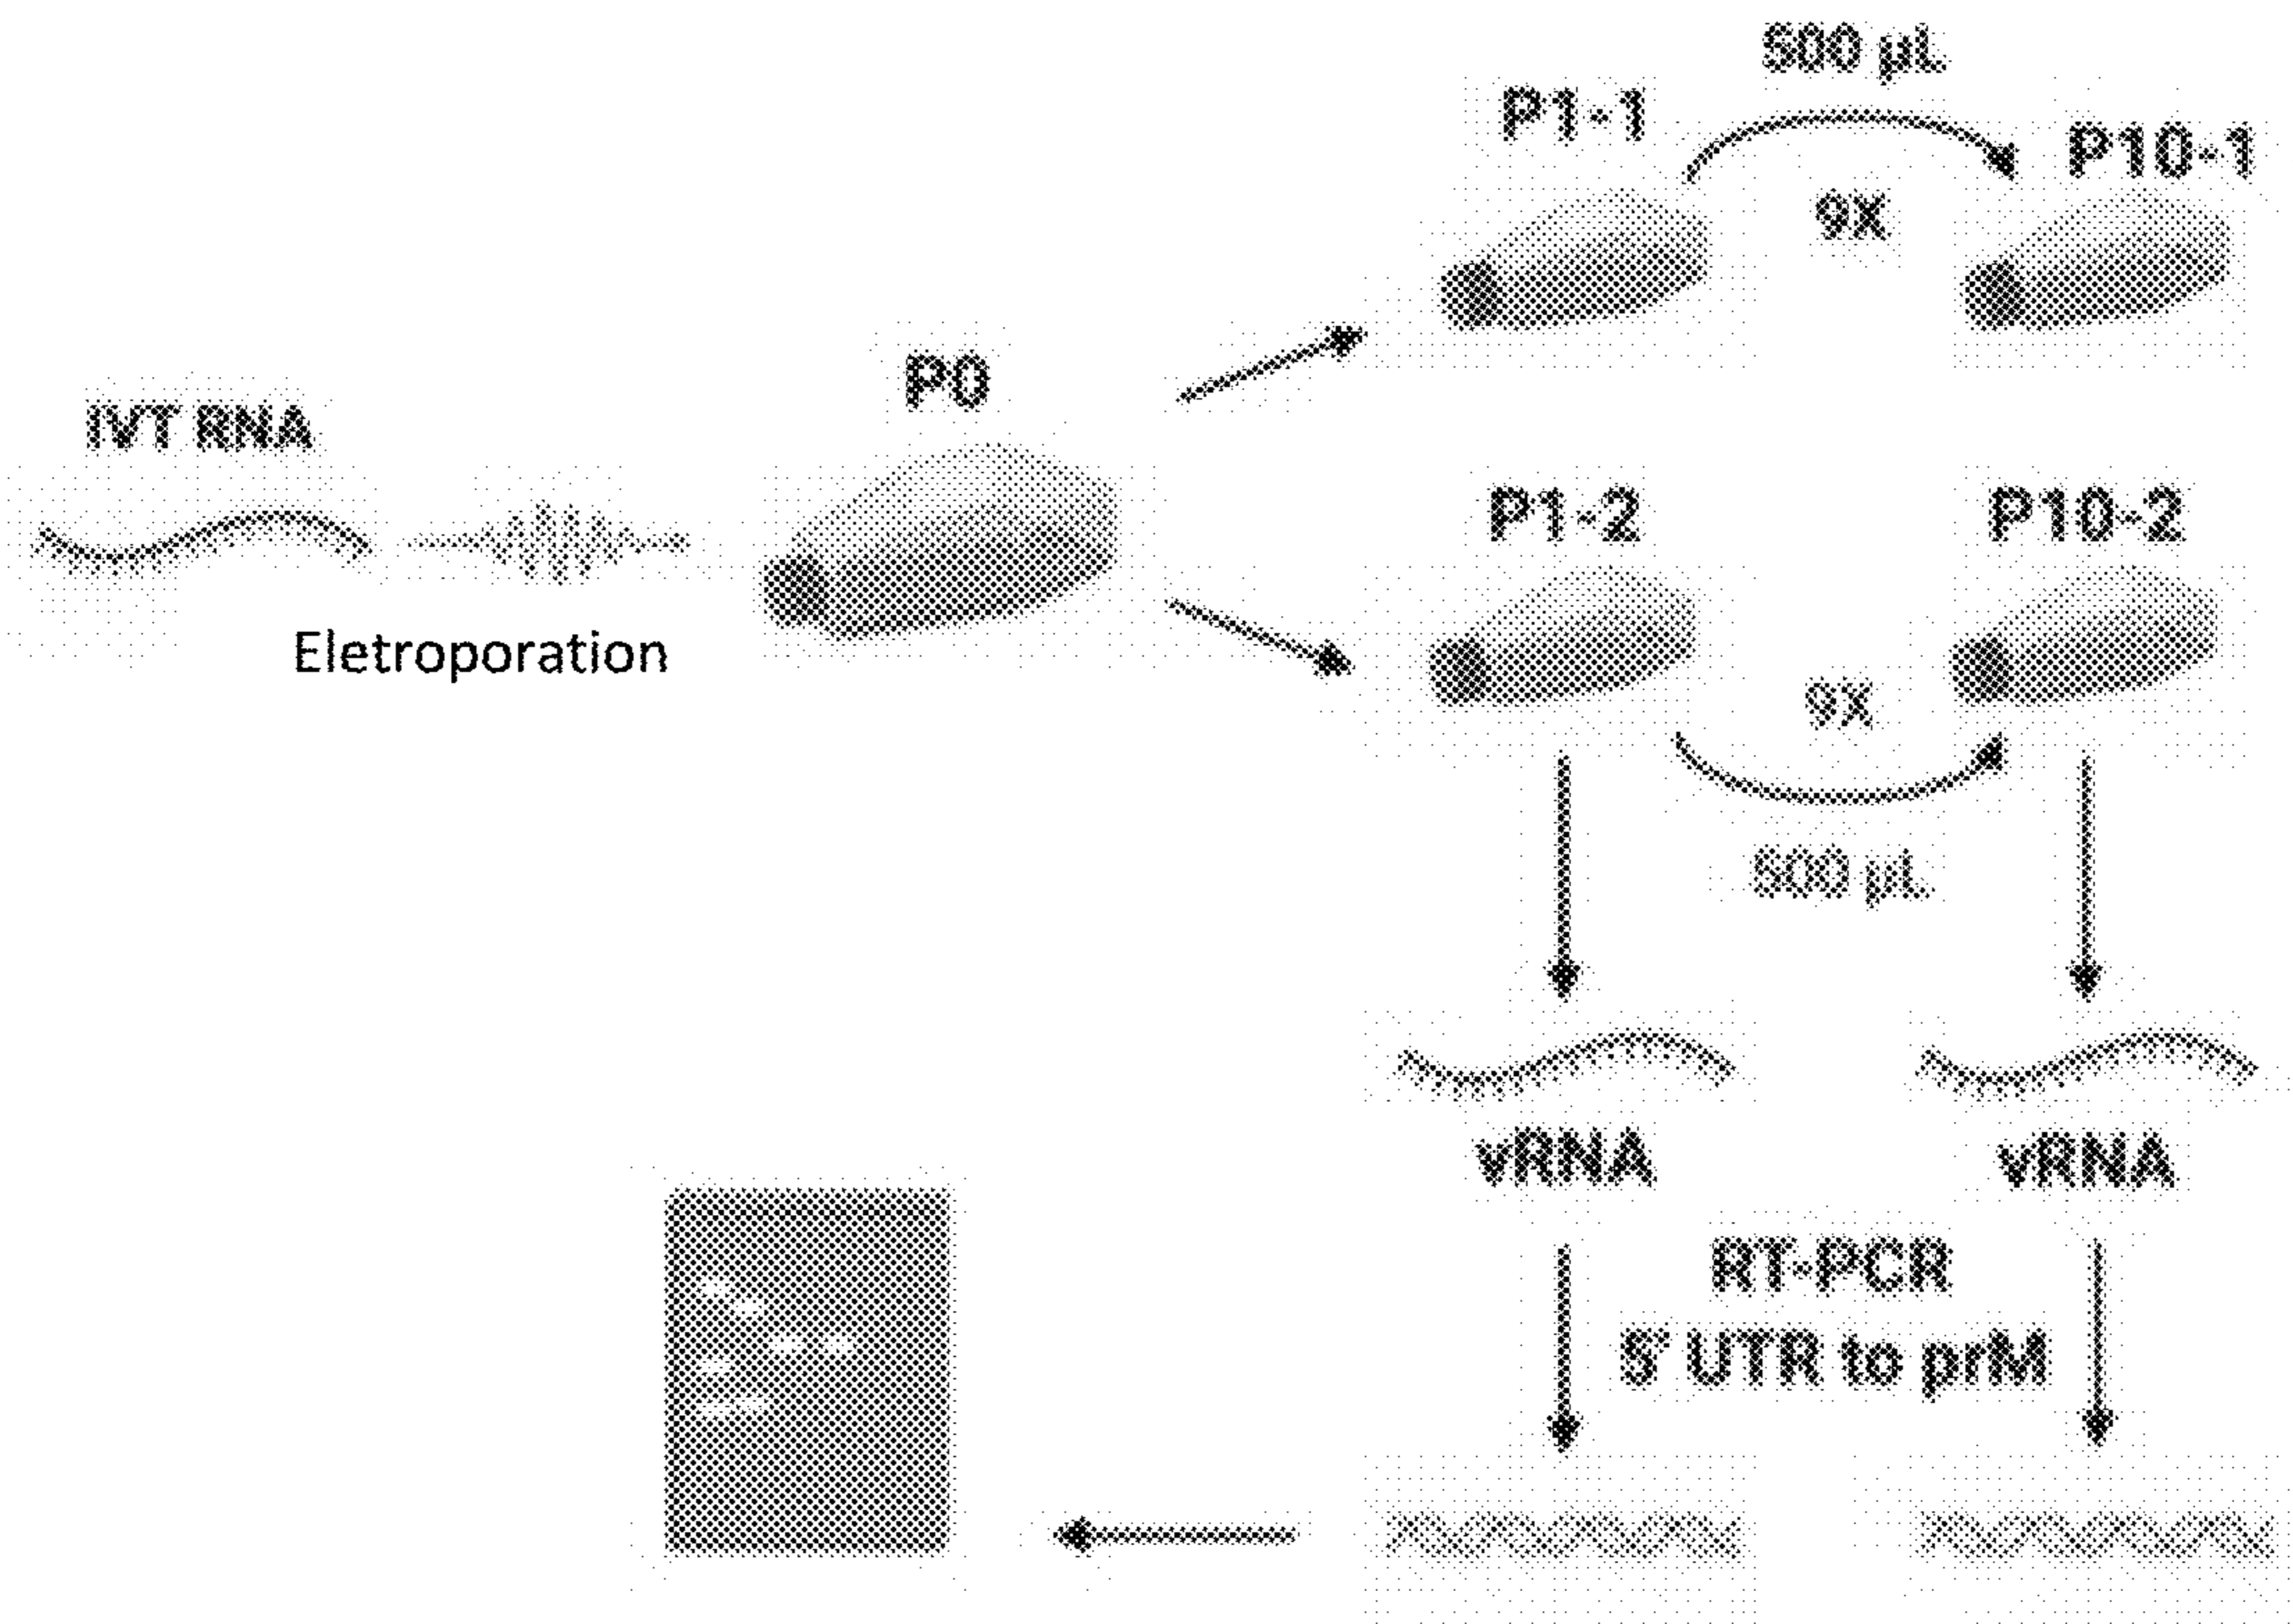 500 µL
P1-1
P10-1
9X
P0
IVT RNA
Eletroporation
P1-2
P10-2
9X
500 µL
vRNA
vRNA
RT-PCR
5' UTR to prM